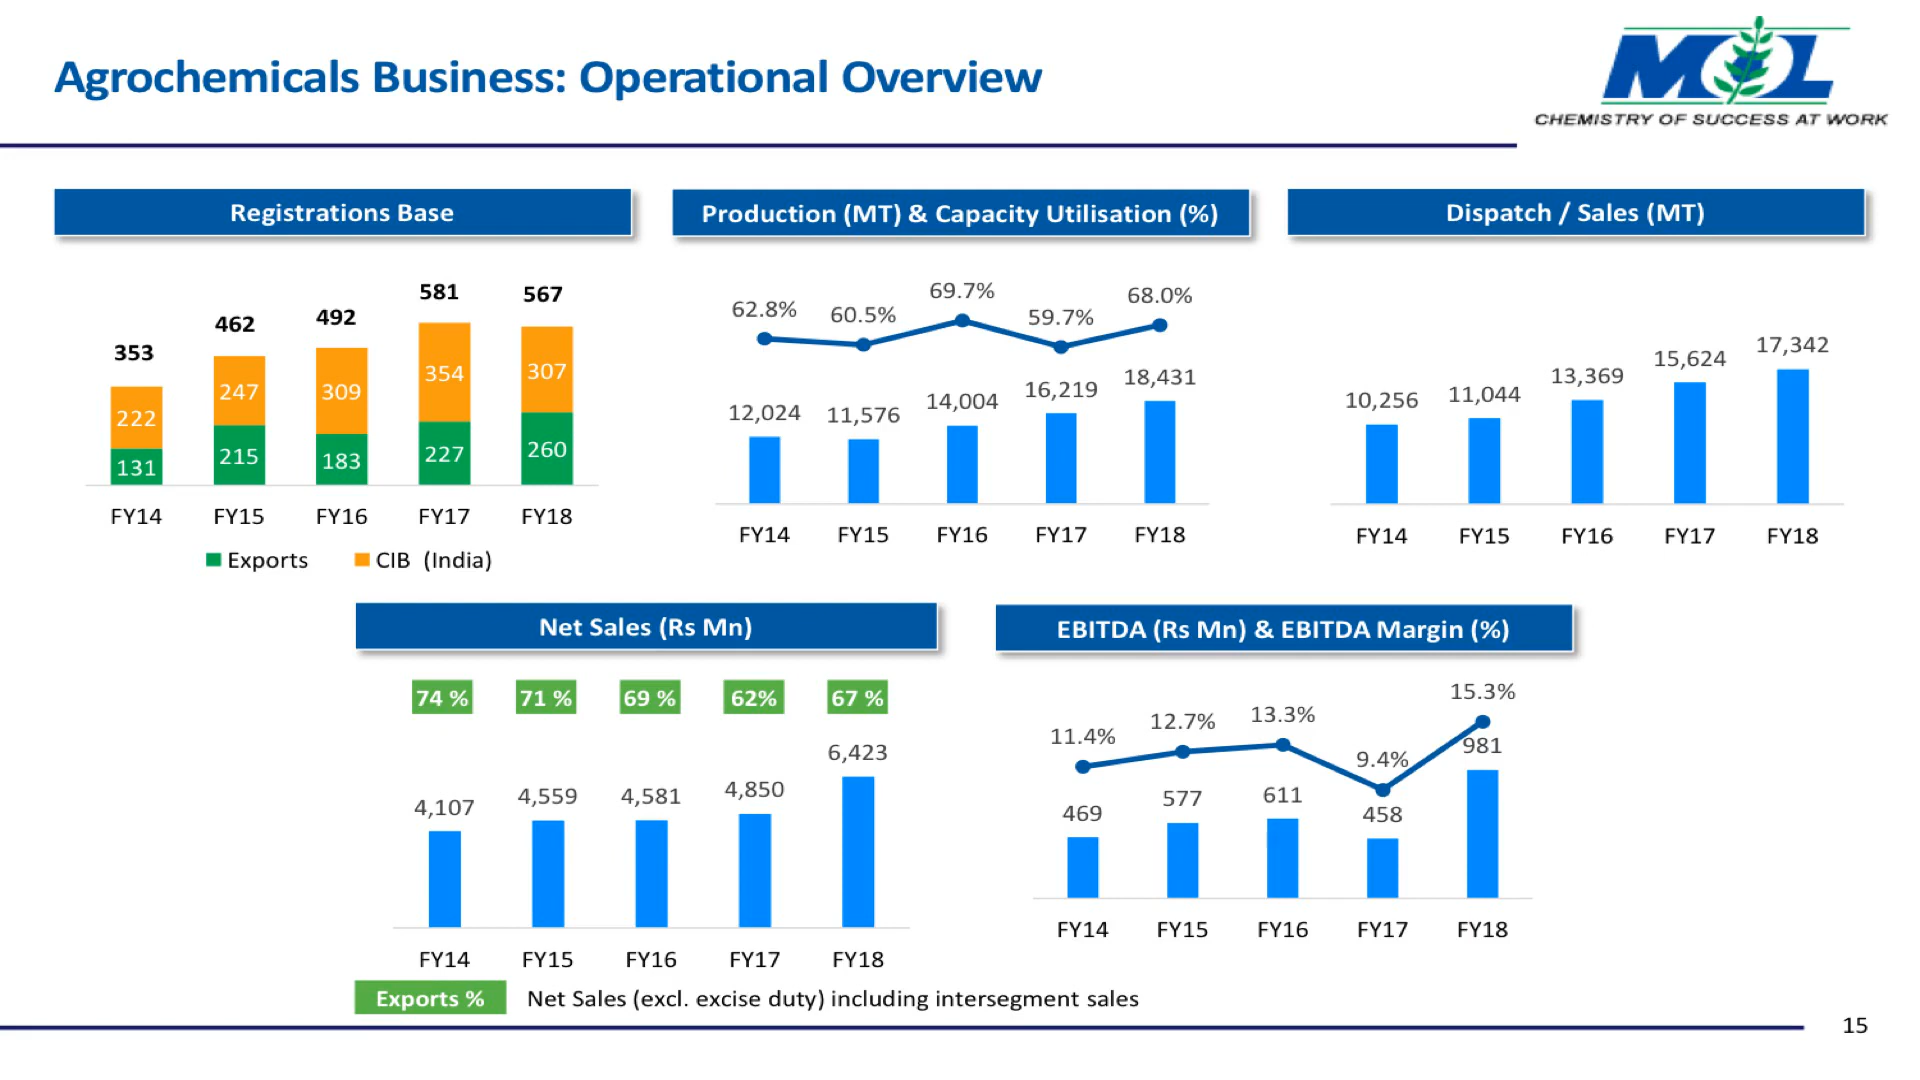 Agrochemicals Business: Operational Overview
MOL
CHEMISTRY OF SUCCESS AT WORK
Registrations Base
353
462
492
581
567
222
247
309
354
307
131
215
183
227
260
FY14
FY15
FY16
FY17
FY18
Exports
CIB (India)
Production (MT) & Capacity Utilisation (%)
62.8%
60.5%
69.7%
59.7%
68.0%
12,024
11,576
14,004
16,219
18,431
FY14
FY15
FY16
FY17
FY18
Dispatch / Sales (MT)
10,256
11,044
13,369
15,624
17,342
FY14
FY15
FY16
FY17
FY18
Net Sales (Rs Mn)
74 %
71 %
69 %
62%
67 %
4,107
4,559
4,581
4,850
6,423
FY14
FY15
FY16
FY17
FY18
Exports %
Net Sales (excl. excise duty) including intersegment sales
EBITDA (Rs Mn) & EBITDA Margin (%)
11.4%
12.7%
13.3%
9.4%
15.3%
469
577
611
458
981
FY14
FY15
FY16
FY17
FY18
15